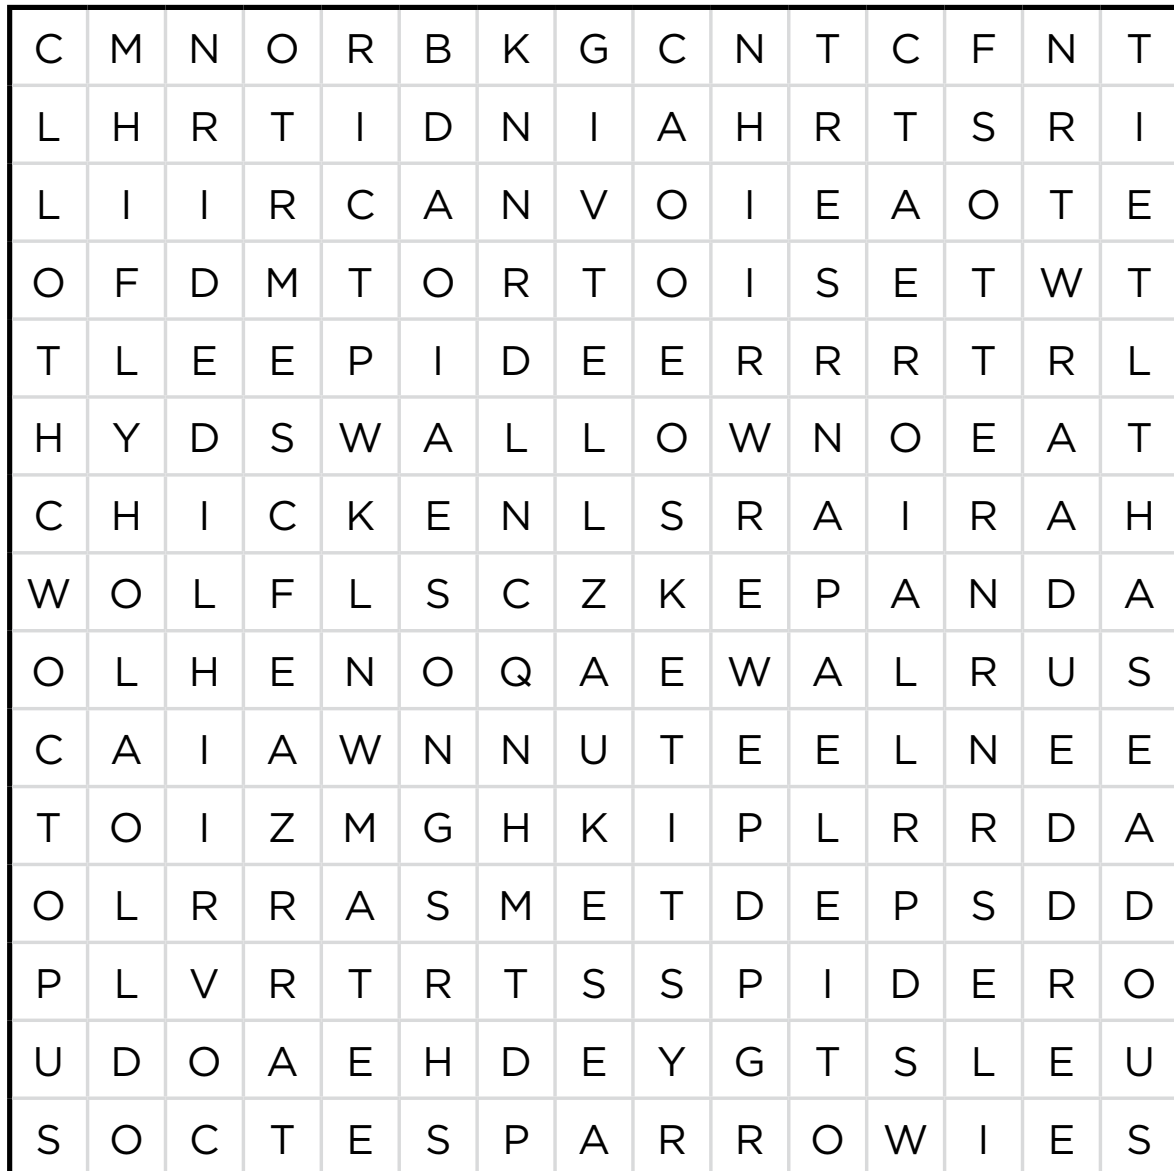 C M N O R B K G C N T C F N T
L H R T I D N I A H R T S R I
L I I R C A N V O I E A O T E
O F D M T O R T O I S E T W T
T L E E P I D E E R R R T R L
H Y D S W A L L O W N O E A T
C H I C K E N L S R A I R A H
W O L F L S C Z K E P A N D A
O L H E N O Q A E W A L R U S
C A I A W N N U T E E L N E E
T O I Z M G H K I P L R R D A
O L R R A S M E T D E P S D D
P L V R T R T S S P I D E R O
U D O A E H D E Y G T S L E U
S O C T E S P A R R O W I E S